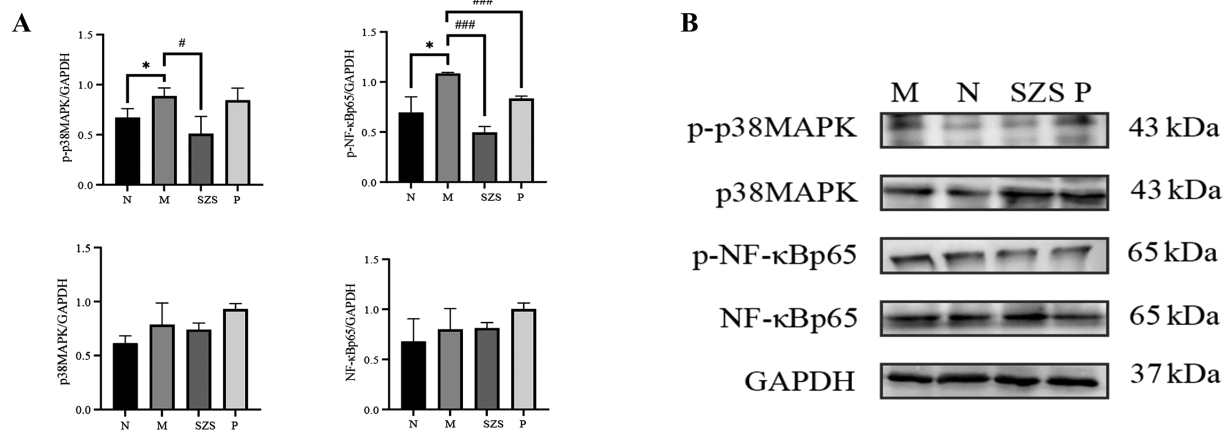 A
p-p38MAPK/GAPDH
1.5
1.0
0.5
0.0
*
#
N M SZS P
p-NF-κBp65/GAPDH
1.5
1.0
0.5
0.0
*
###
###
N M SZS P
p38MAPK/GAPDH
1.5
1.0
0.5
0.0
N M SZS P
NF-κBp65/GAPDH
1.5
1.0
0.5
0.0
N M SZS P
B
M N SZS P
p-p38MAPK 43 kDa
p38MAPK 43 kDa
p-NF-κBp65 65 kDa
NF-κBp65 65 kDa
GAPDH 37 kDa